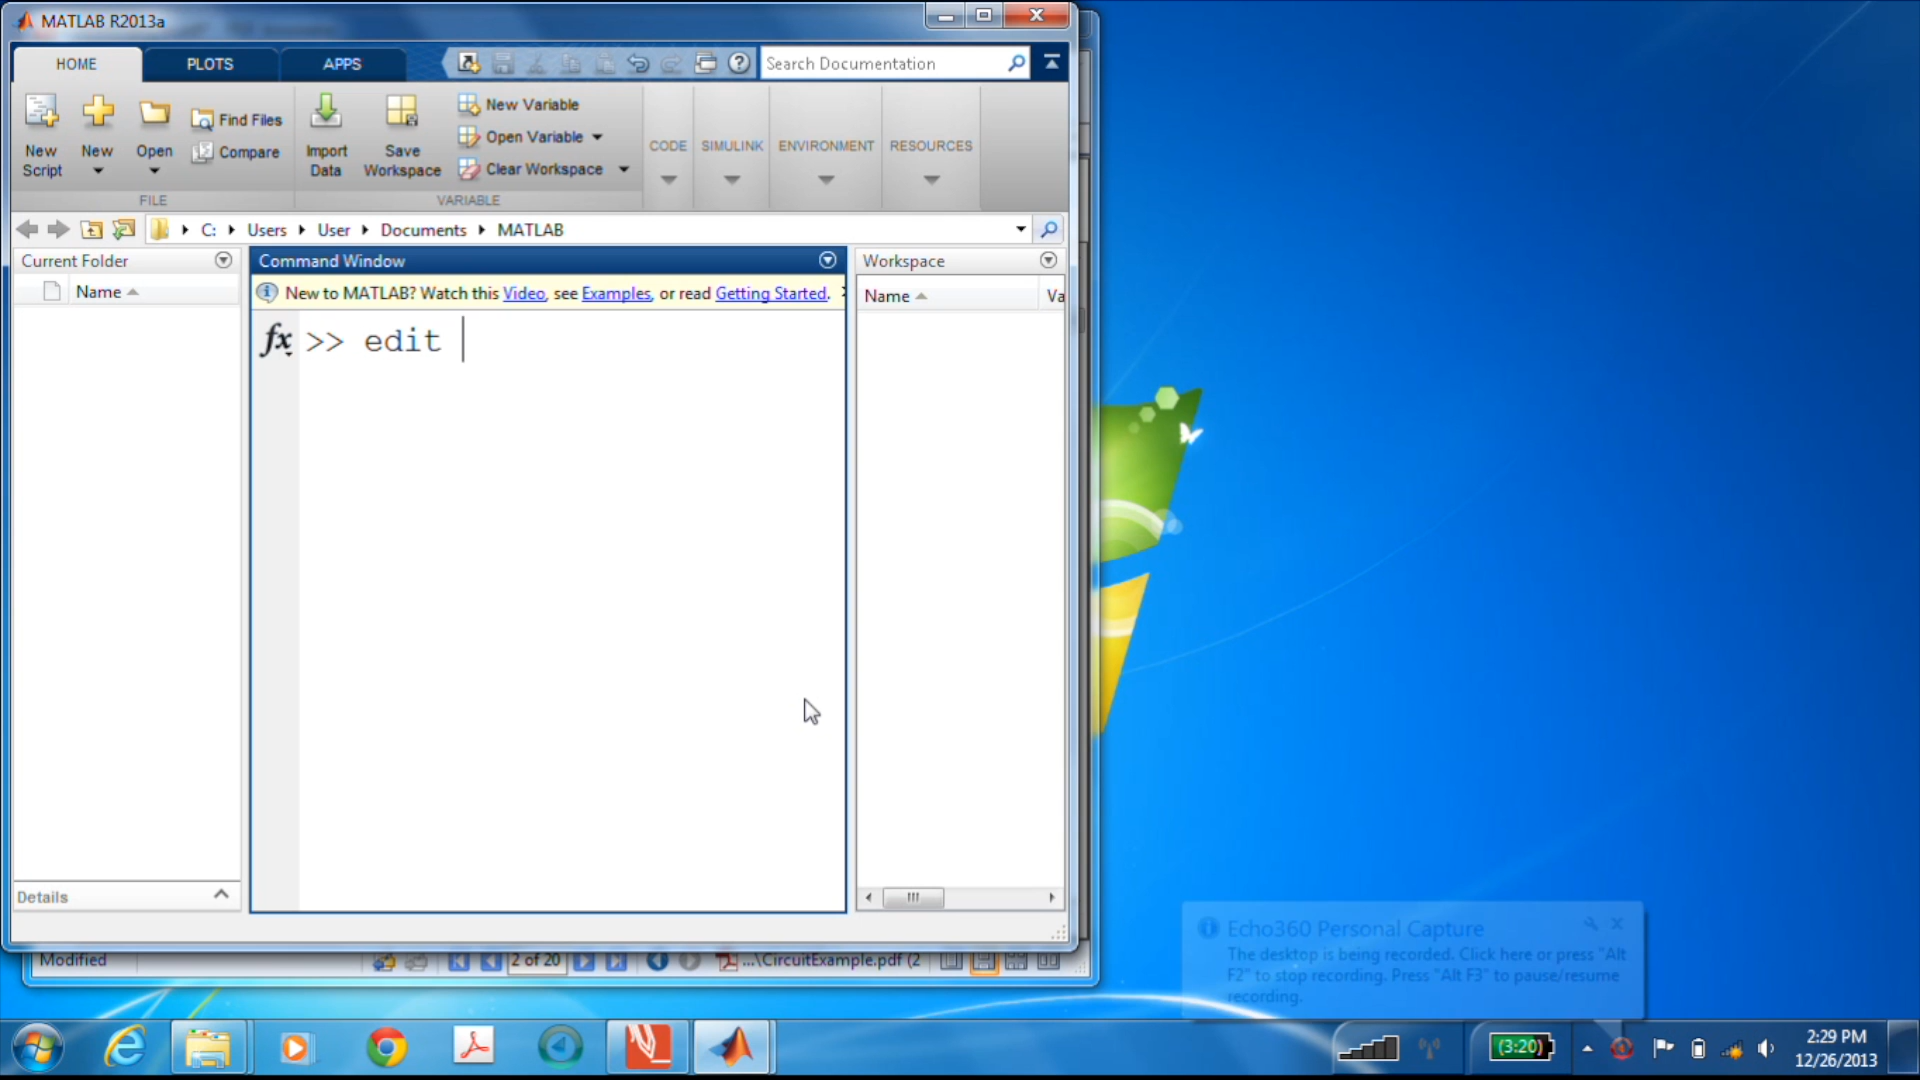 MATLAB R2013a
HOME PLOTS APPS Search Documentation
New Script New Open Find Files Compare Import Data Save Workspace New Variable Open Variable Clear Workspace CODE SIMULINK ENVIRONMENT RESOURCES
FILE VARIABLE
C: Users User Documents MATLAB
Current Folder Command Window Workspace
Name New to MATLAB? Watch this Video, see Examples, or read Getting Started. Name Va
fx >> edit
Details
Echo360 Personal Capture
The desktop is being recorded. Click here or press "Alt
F2" to stop recording. Press "Alt F3" to pause/resume
recording.
Modified 2 of 20 ...\CircuitExample.pdf (2
(3:20) 2:29 PM
12/26/2013